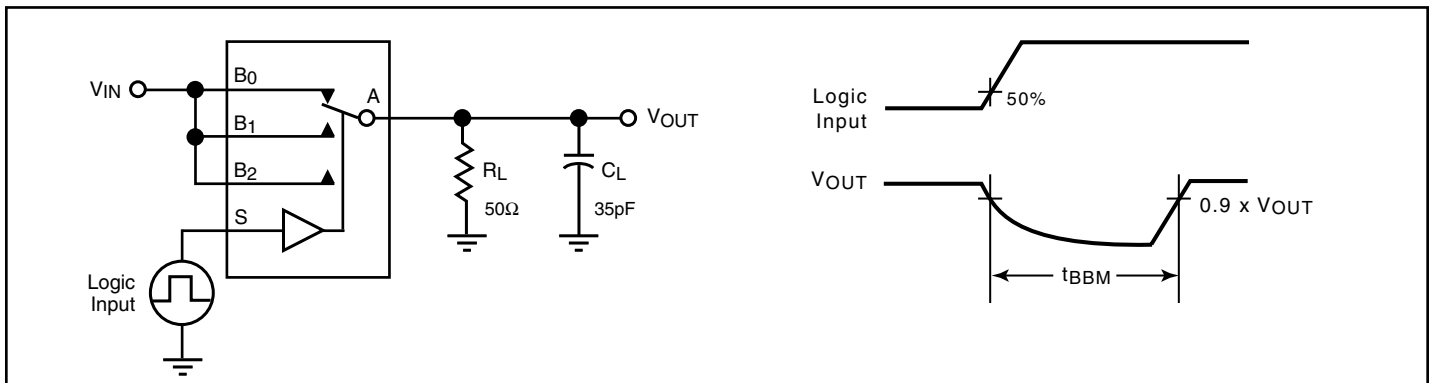 VIN
B0
B1
B2
S
A
VOUT
RL
50Ω
CL
35pF
Logic
Input
Logic
Input
50%
VOUT
0.9 x VOUT
tBBM